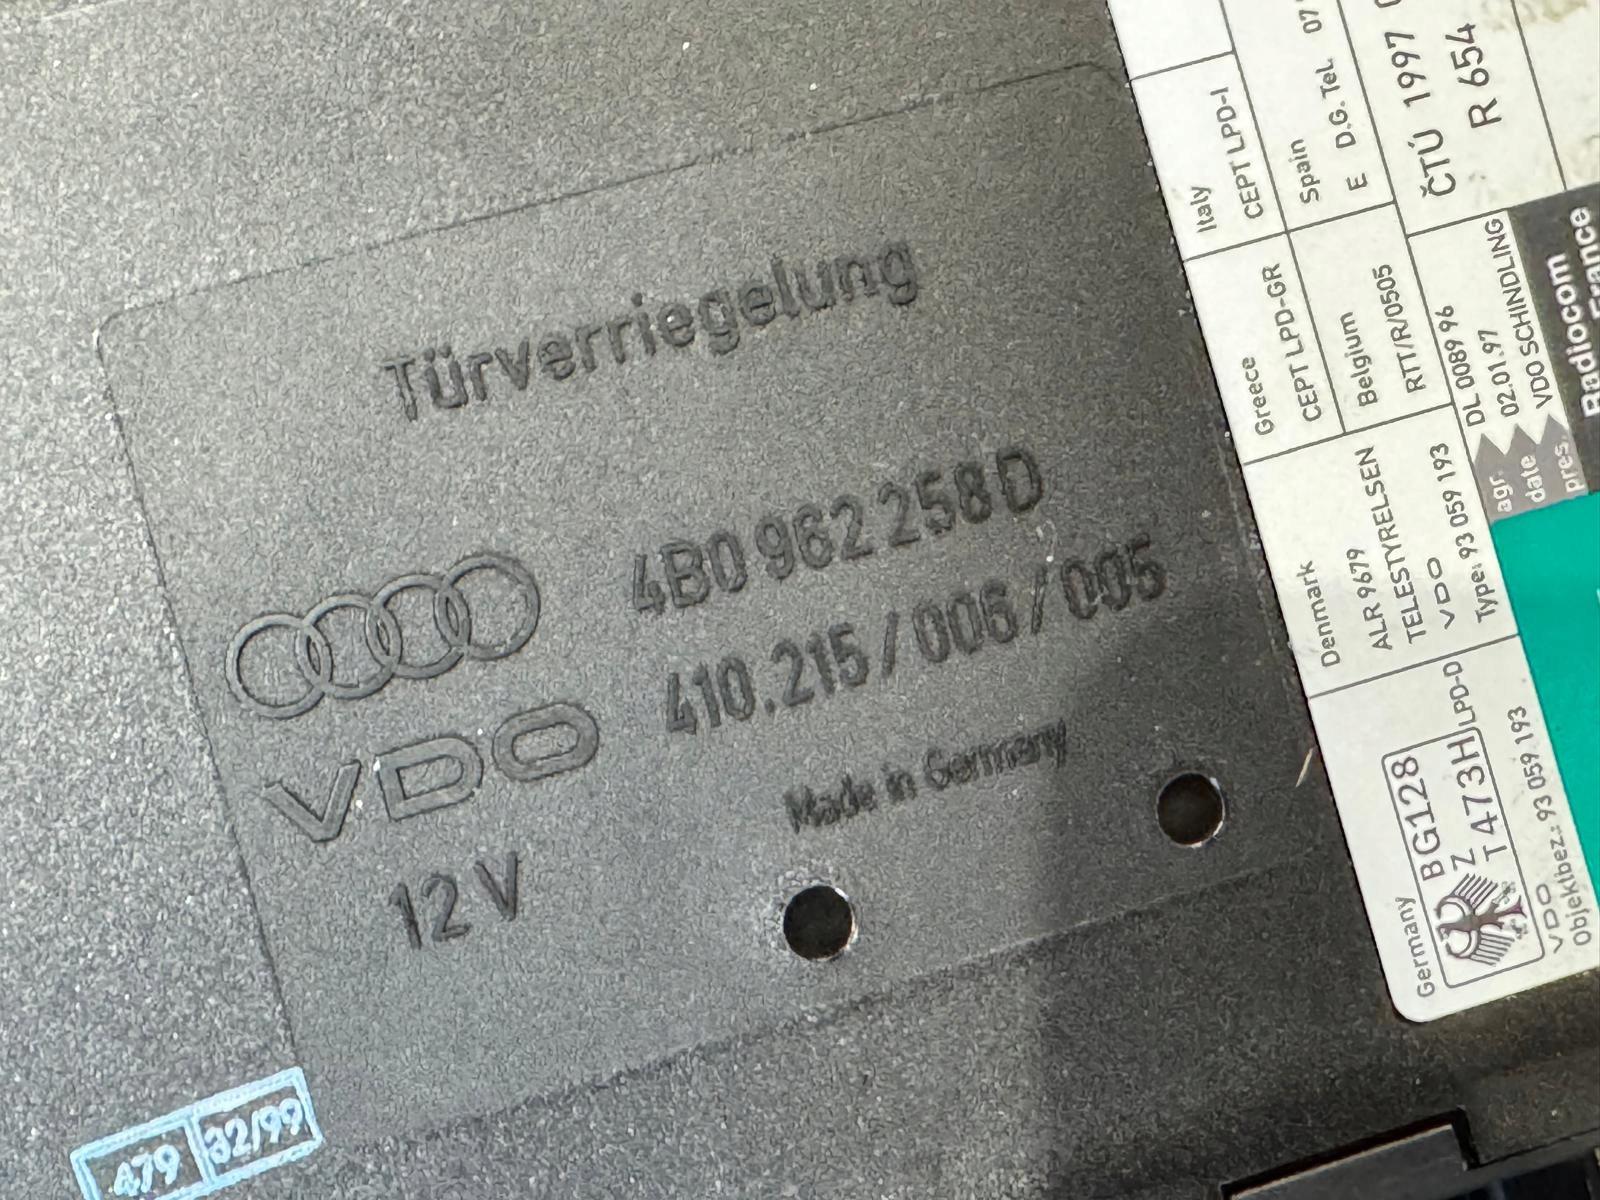 Türverriegelung
4B0 962 258 D
410.215/006/005
VDO
Made in Germany
12V
479 32/99
Italy
CEPT LPD-I
Spain
E D.G. Tel. 07
ČTÚ 1997
R 654
Greece
CEPT LPD-GR
Belgium
RTT/R/0505
agr. DL 0089 96
date 02.01.97
pres. VDO SCHINDLING
Radiocom
France
Denmark
ALR 9679
TELESTYRELSEN
VDO
Type: 93 059 193
Germany
BG128
Z
T473H LPD-D
VDO
Objektbez.: 93 059 193